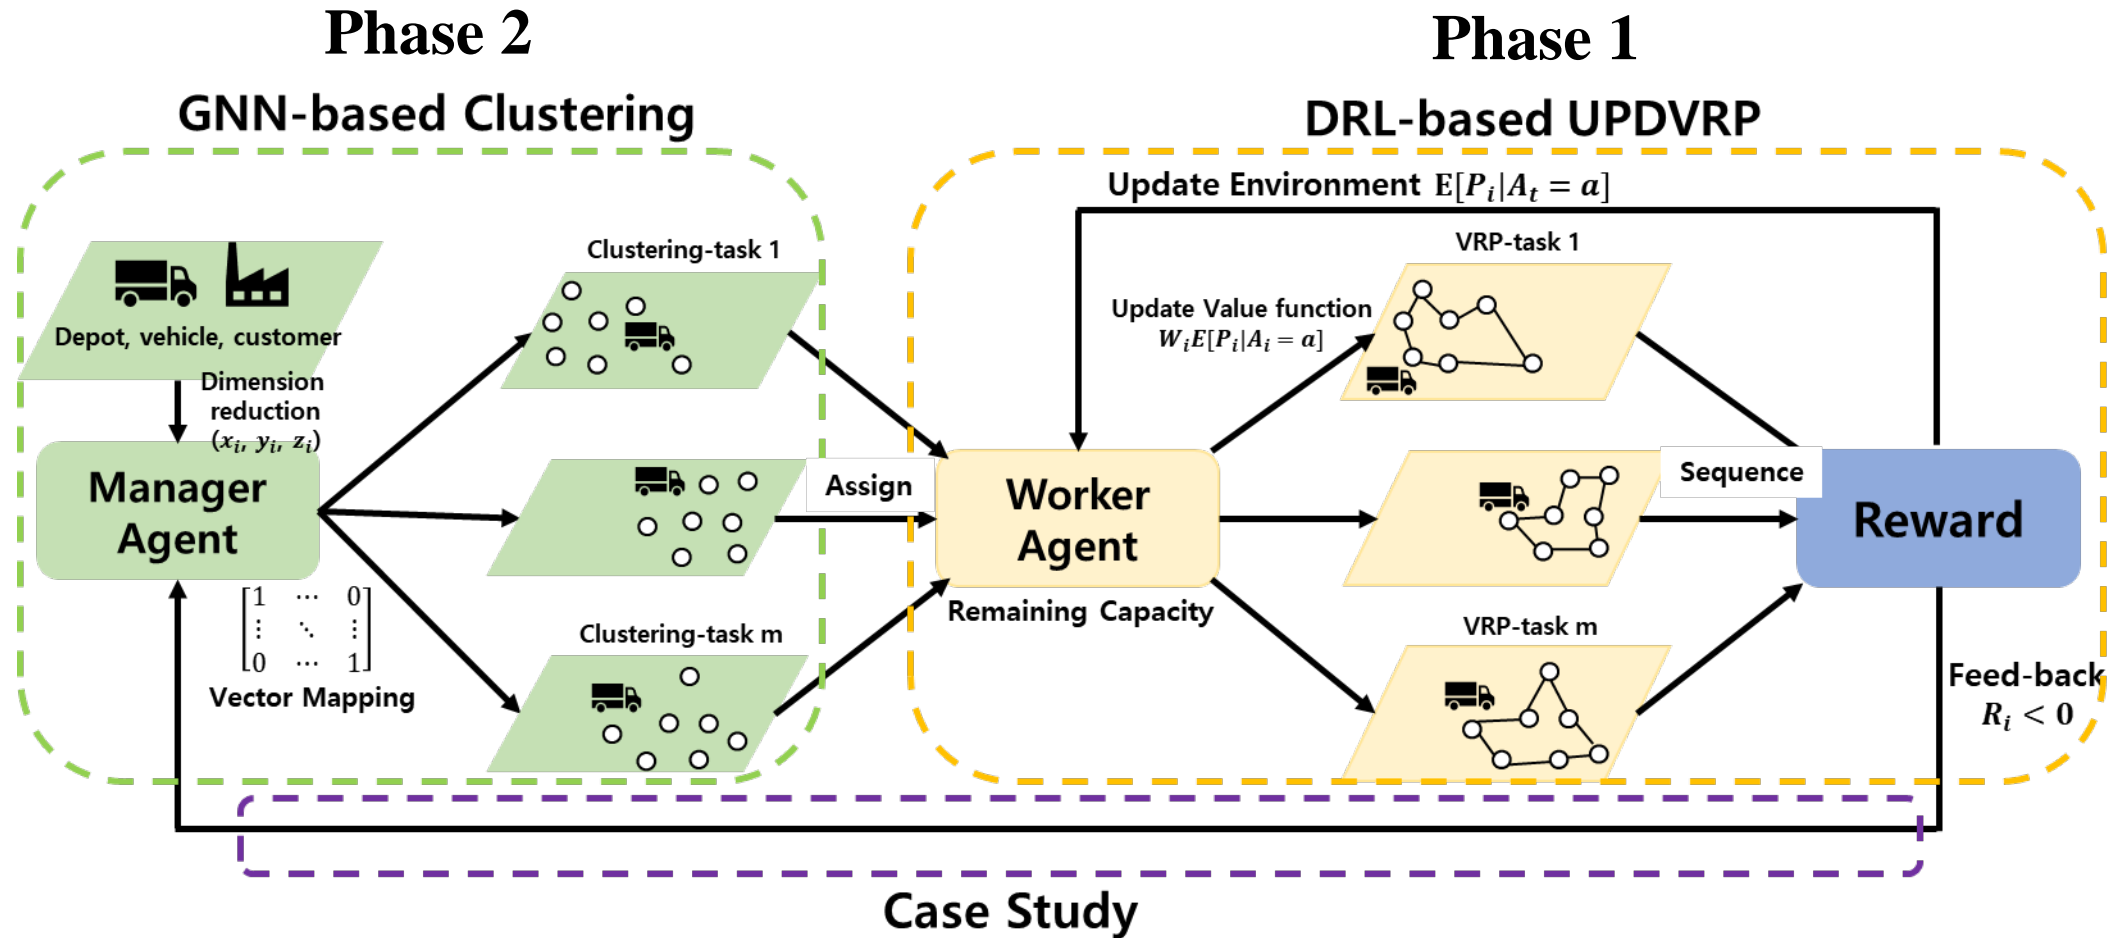 Phase 2
Phase 1
GNN-based Clustering
DRL-based UPDVRP
Update Environment E[P_i|A_t = a]
Clustering-task 1
VRP-task 1
Depot, vehicle, customer
Update Value function
W_iE[P_i|A_i = a]
Dimension
reduction
(x_i, y_i, z_i)
Manager
Agent
Assign
Worker
Agent
Sequence
Reward
[1 ⋯ 0
⋮ ⋱ ⋮
0 ⋯ 1]
Vector Mapping
Remaining Capacity
Clustering-task m
VRP-task m
Feed-back
R_i < 0
Case Study